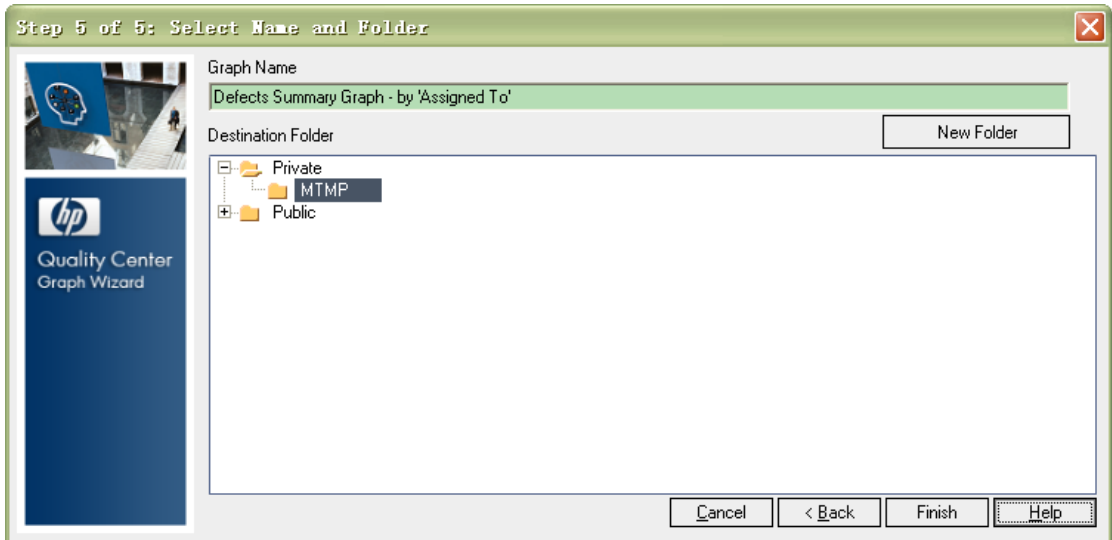 Step 5 of 5: Select Name and Folder
Graph Name
Defects Summary Graph - by 'Assigned To'
Destination Folder
New Folder
Private
MTMP
Public
hp
Quality Center
Graph Wizard
Cancel
< Back
Finish
Help